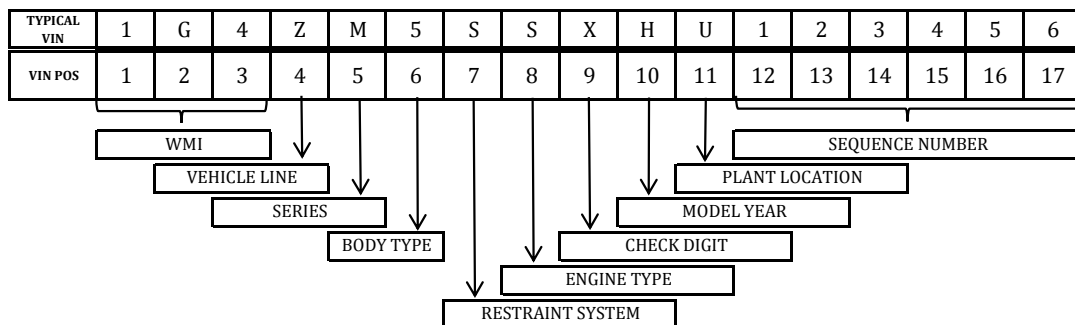 TYPICAL VIN 1 G 4 Z M 5 S S X H U 1 2 3 4 5 6
VIN POS 1 2 3 4 5 6 7 8 9 10 11 12 13 14 15 16 17
WMI SEQUENCE NUMBER
VEHICLE LINE PLANT LOCATION
SERIES MODEL YEAR
BODY TYPE CHECK DIGIT
ENGINE TYPE
RESTRAINT SYSTEM